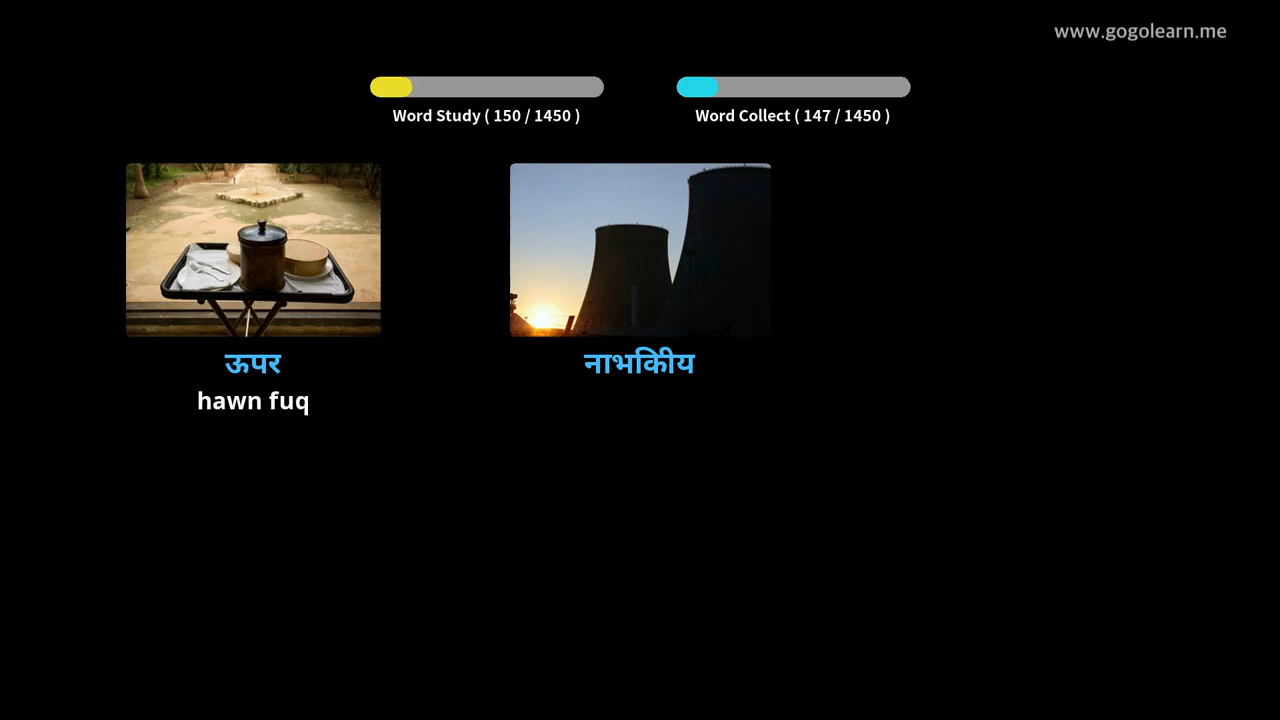 www.gogolearn.me
Word Study ( 150 / 1450 )
Word Collect ( 147 / 1450 )
ऊपर
hawn fuq
नाभकिीय